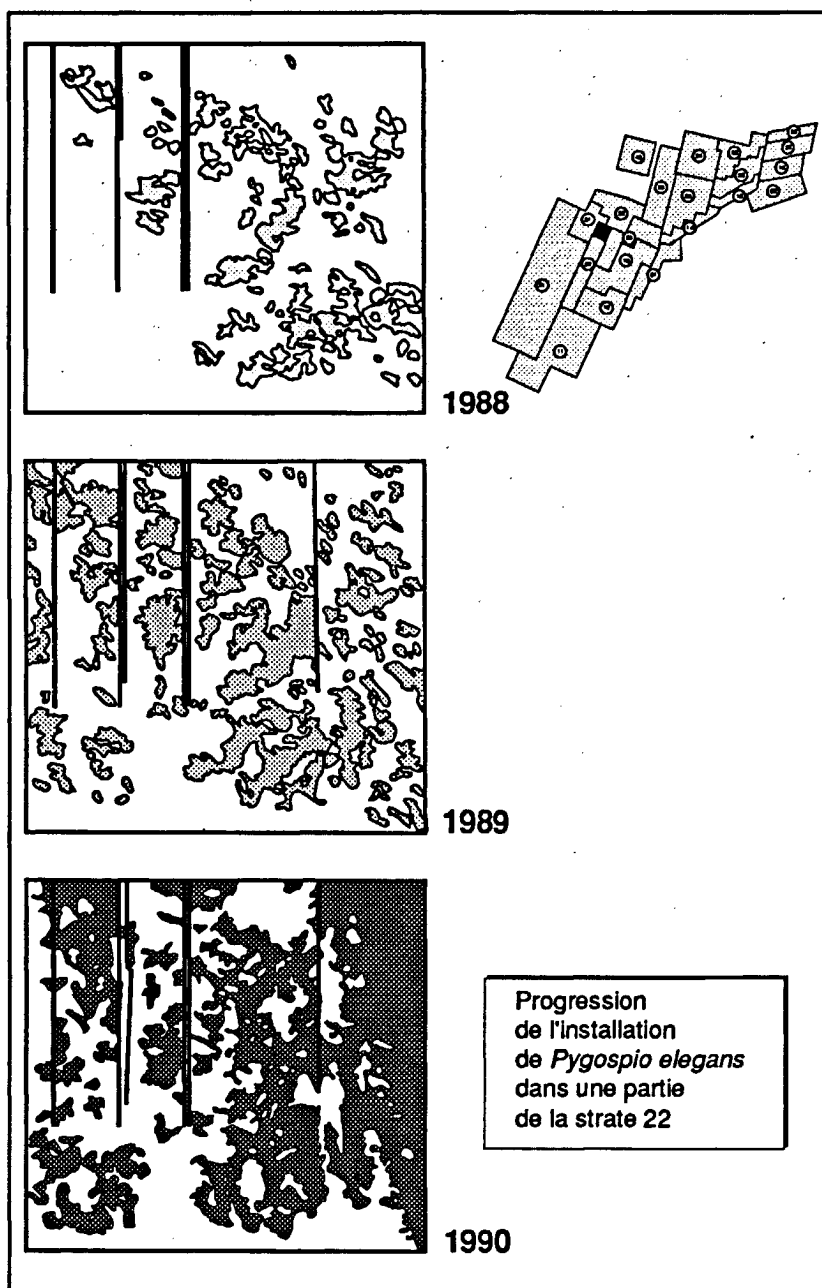 1988
1989
1990
Progression
de l'installation
de Pygospio elegans
dans une partie
de la strate 22